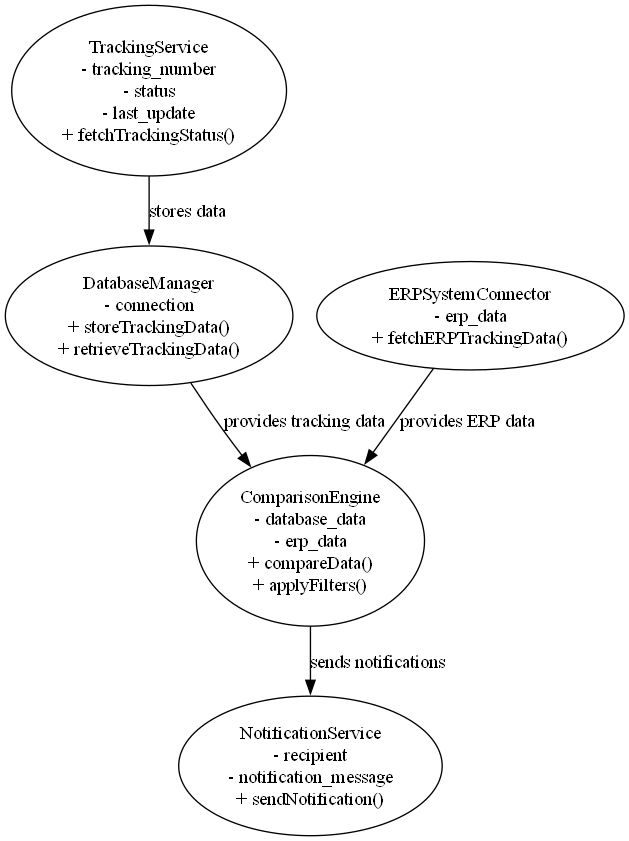 TrackingService
- tracking_number
- status
- last_update
+ fetchTrackingStatus()
stores data
DatabaseManager
- connection
+ storeTrackingData()
+ retrieveTrackingData()
ERPSystemConnector
- erp_data
+ fetchERPTrackingData()
provides tracking data
provides ERP data
ComparisonEngine
- database_data
- erp_data
+ compareData()
+ applyFilters()
sends notifications
NotificationService
- recipient
- notification_message
+ sendNotification()